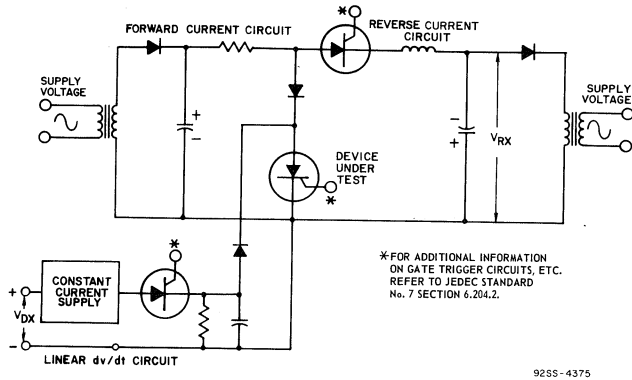 *
FORWARD CURRENT CIRCUIT
REVERSE CURRENT
CIRCUIT
SUPPLY
VOLTAGE
+
-
-
+
VRX
SUPPLY
VOLTAGE
DEVICE
UNDER
TEST
*
*
CONSTANT
CURRENT
SUPPLY
+
VDX
-
LINEAR dv/dt CIRCUIT
*FOR ADDITIONAL INFORMATION
ON GATE TRIGGER CIRCUITS, ETC.
REFER TO JEDEC STANDARD
No. 7 SECTION 6.204.2.
92SS-4375